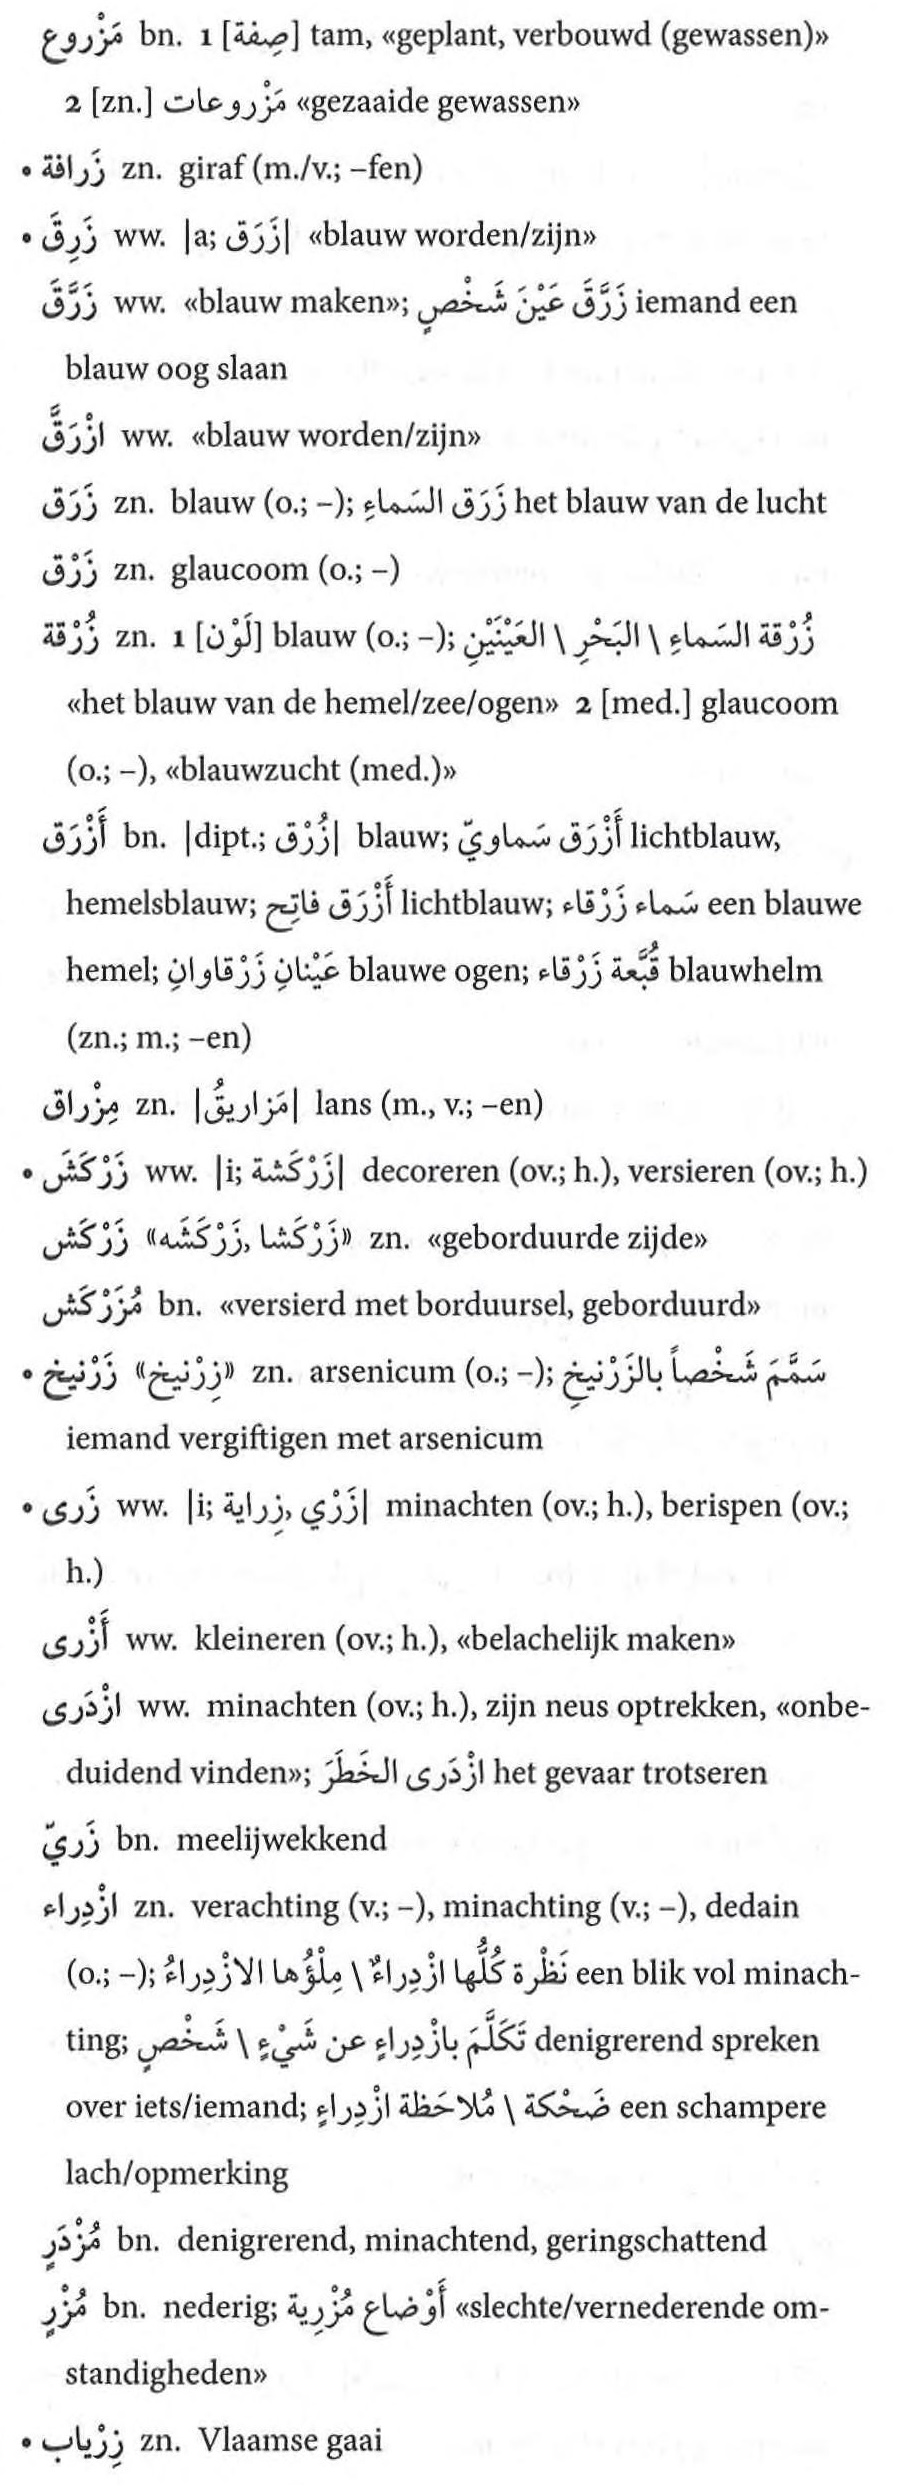 مَزْروع bn. 1 [صِفة] tam, «geplant, verbouwd (gewassen)»
2 [zn.] مَزْروعات «gezaaide gewassen»
• زَرافة zn. giraf (m./v.; –fen)
• زَرِقَ ww. |a; زَرَق| «blauw worden/zijn»
زَرَّقَ ww. «blauw maken»; زَرَّقَ عَيْنَ شَخْصٍ iemand een
blauw oog slaan
ازْرَقَّ ww. «blauw worden/zijn»
زَرَق zn. blauw (o.; –); زَرَق السَماءِ het blauw van de lucht
زَرْق zn. glaucoom (o.; –)
زُرْقة zn. 1 [لَوْن] blauw (o.; –); زُرْقة السَماءِ \ البَحْرِ \ العَيْنَيْنِ
«het blauw van de hemel/zee/ogen» 2 [med.] glaucoom
(o.; –), «blauwzucht (med.)»
أَزْرَق bn. |dipt.; زُرْق| blauw; أَزْرَق سَماويّ lichtblauw,
hemelsblauw; أَزْرَق فاتِح lichtblauw; سَماء زَرْقاء een blauwe
hemel; عَيْنانِ زَرْقاوانِ blauwe ogen; قُبَّعة زَرْقاء blauwhelm
(zn.; m.; –en)
مِزْراق zn. |مَزاريقُ| lans (m., v.; –en)
• زَرْكَشَ ww. |i; زَرْكَشة| decoreren (ov.; h.), versieren (ov.; h.)
زَرْكَش «زَرْكَشا, زَرْكَشَه» zn. «geborduurde zijde»
مُزَرْكَش bn. «versierd met borduursel, geborduurd»
• زَرْنيخ «زِرْنيخ» zn. arsenicum (o.; –); سَمَّمَ شَخْصاً بالزَرْنيخِ
iemand vergiftigen met arsenicum
• زَرى ww. |i; زَرْي, زِراية| minachten (ov.; h.), berispen (ov.;
h.)
أَزْرى ww. kleineren (ov.; h.), «belachelijk maken»
ازْدَرى ww. minachten (ov.; h.), zijn neus optrekken, «onbe-
duidend vinden»; ازْدَرى الخَطَرَ het gevaar trotseren
زَريّ bn. meelijwekkend
ازْدِراء zn. verachting (v.; –), minachting (v.; –), dedain
(o.; –); نَظْرة كُلُّها ازْدِراءٌ \ مِلْؤُها الازْدِراءُ een blik vol minach-
ting; تَكَلَّمَ بازْدِراءٍ عن شَيْءٍ \ شَخْصٍ denigrerend spreken
over iets/iemand; ضَحْكة \ مُلاحَظة ازْدِراءٍ een schampere
lach/opmerking
مُزْدَرٍ bn. denigrerend, minachtend, geringschattend
مُزْرٍ bn. nederig; أَوْضاع مُزْرِية «slechte/vernederende om-
standigheden»
• زِرْياب zn. Vlaamse gaai